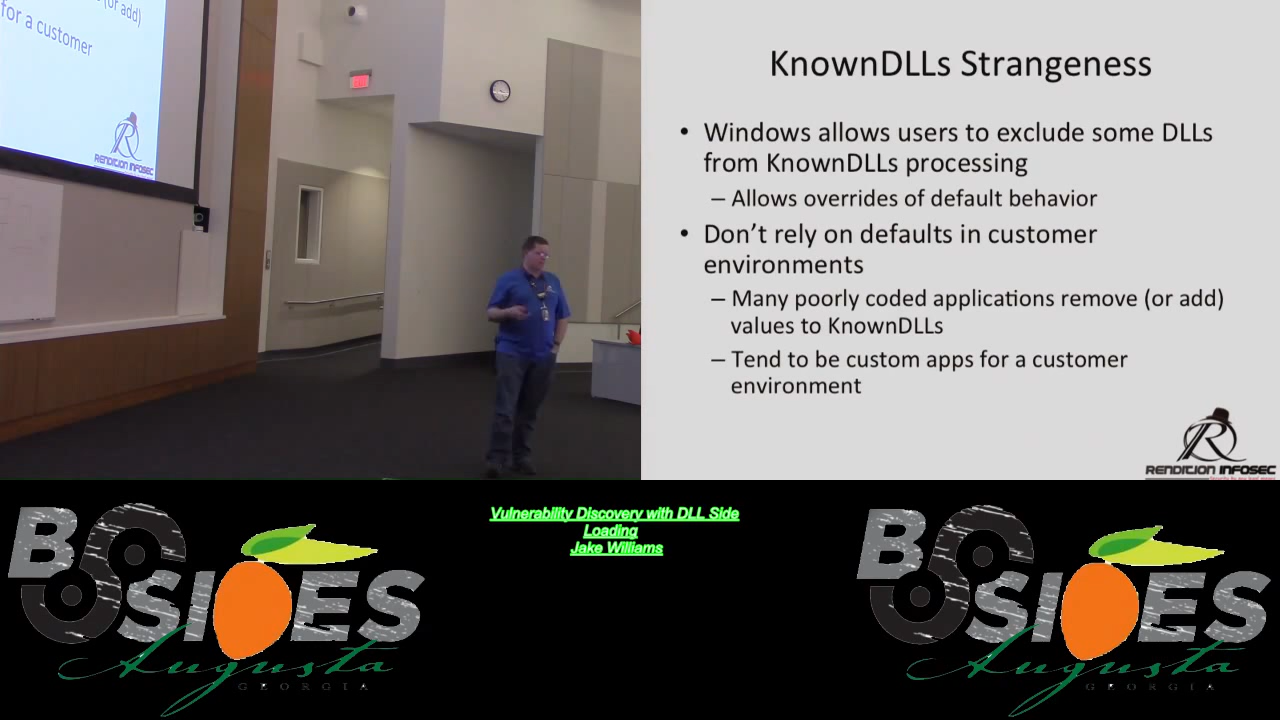 (or add)
for a customer
RENDITION INFOSEC
KnownDLLs Strangeness
• Windows allows users to exclude some DLLs
from KnownDLLs processing
– Allows overrides of default behavior
• Don't rely on defaults in customer
environments
– Many poorly coded applications remove (or add)
values to KnownDLLs
– Tend to be custom apps for a customer
environment
R
RENDITION INFOSEC
Vulnerability Discovery with DLL Side
Loading
Jake Williams
BSIDES
Augusta
GEORGIA
BSIDES
Augusta
GEORGIA